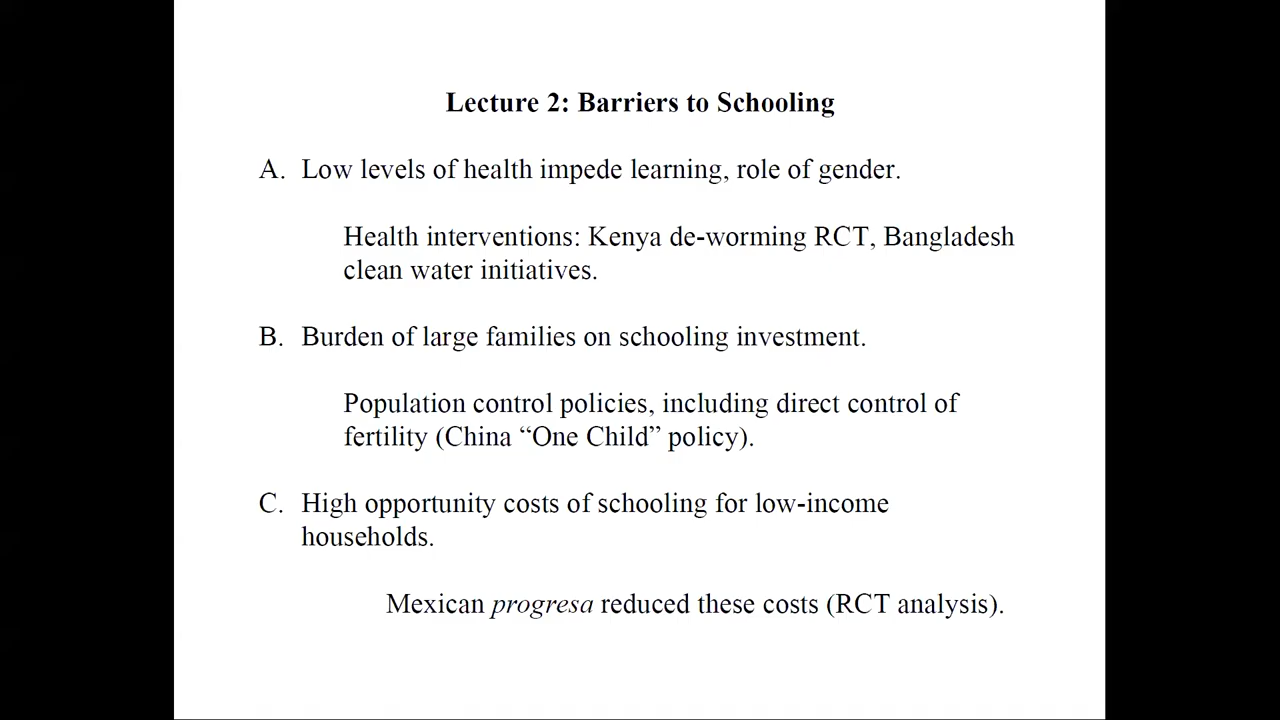 Lecture 2: Barriers to Schooling
A. Low levels of health impede learning, role of gender.
Health interventions: Kenya de-worming RCT, Bangladesh
clean water initiatives.
B. Burden of large families on schooling investment.
Population control policies, including direct control of
fertility (China “One Child” policy).
C. High opportunity costs of schooling for low-income
households.
Mexican progresa reduced these costs (RCT analysis).